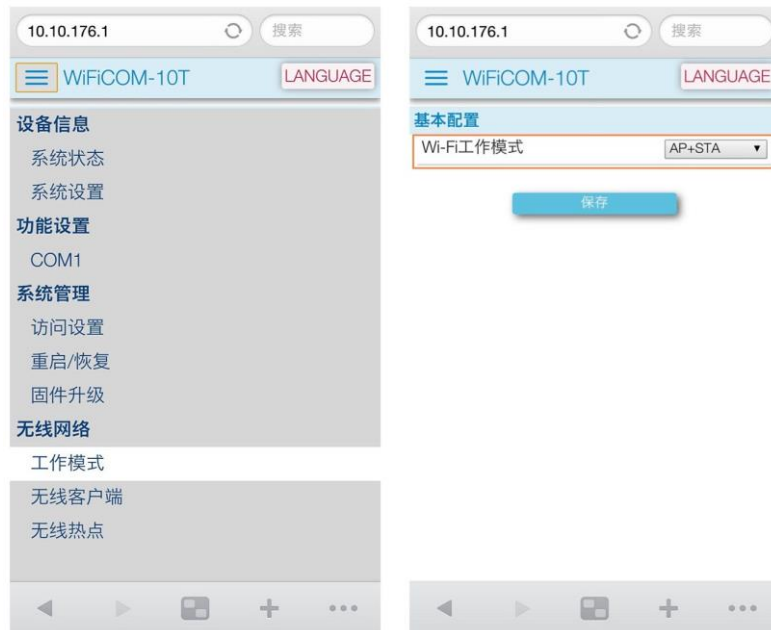 10.10.176.1
搜索
WiFiCOM-10T
LANGUAGE
设备信息
系统状态
系统设置
功能设置
COM1
系统管理
访问设置
重启/恢复
固件升级
无线网络
工作模式
无线客户端
无线热点
10.10.176.1
搜索
WiFiCOM-10T
LANGUAGE
基本配置
Wi-Fi工作模式
AP+STA
保存